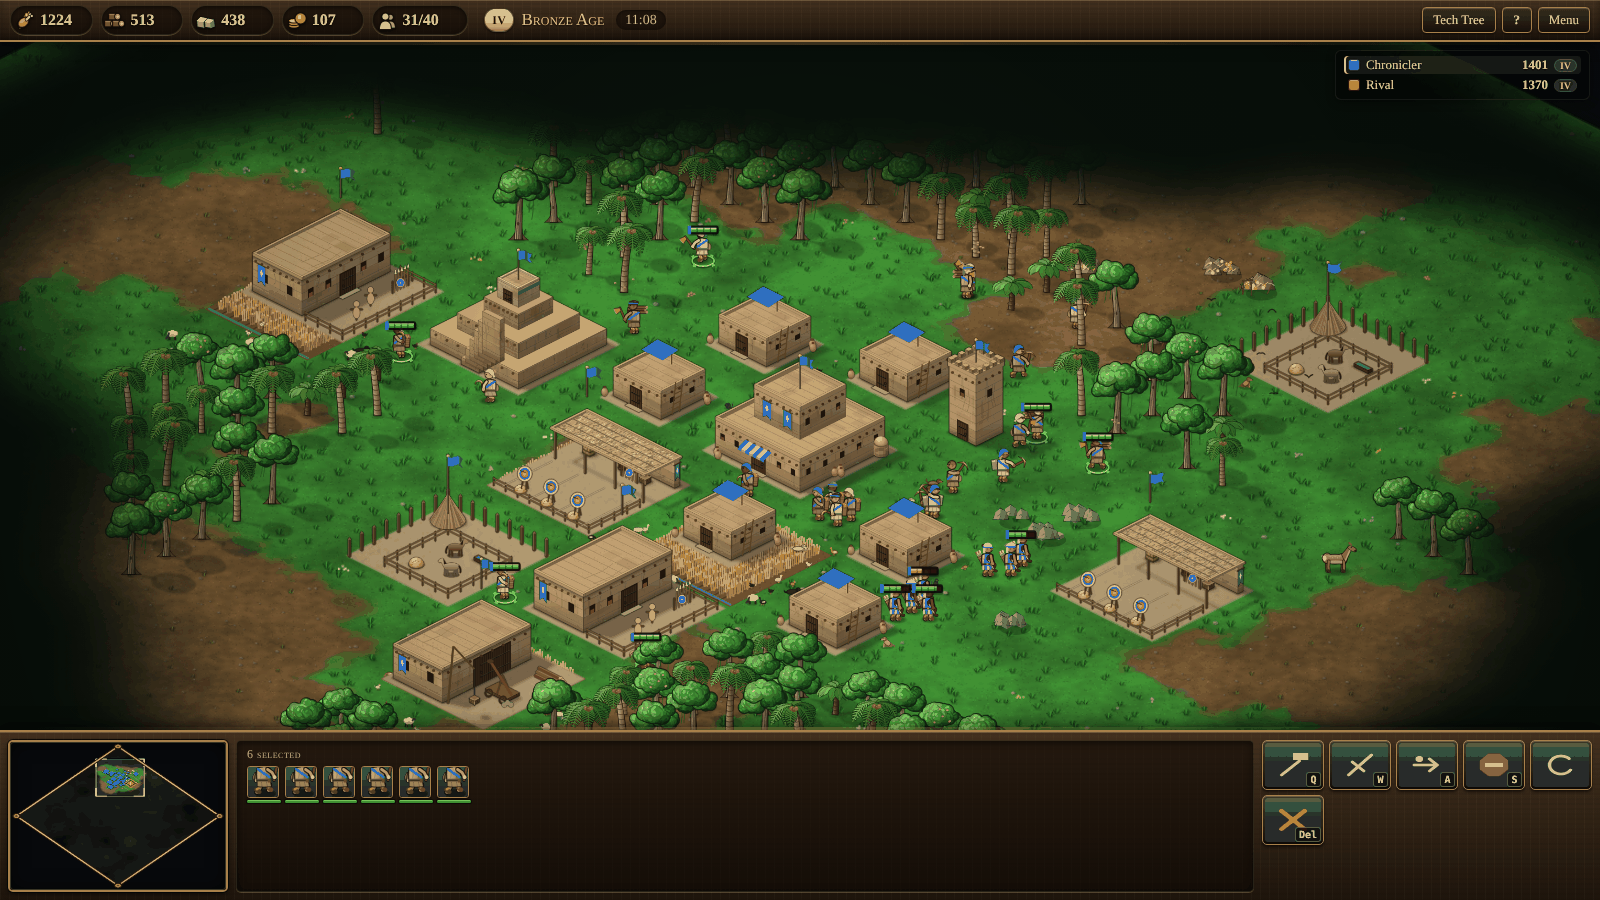 1224 513 438 107 31/40 IV Bronze Age 11:08 Tech Tree ? Menu
Chronicler 1401 IV
Rival 1370 IV
6 selected
Q W A S
Del